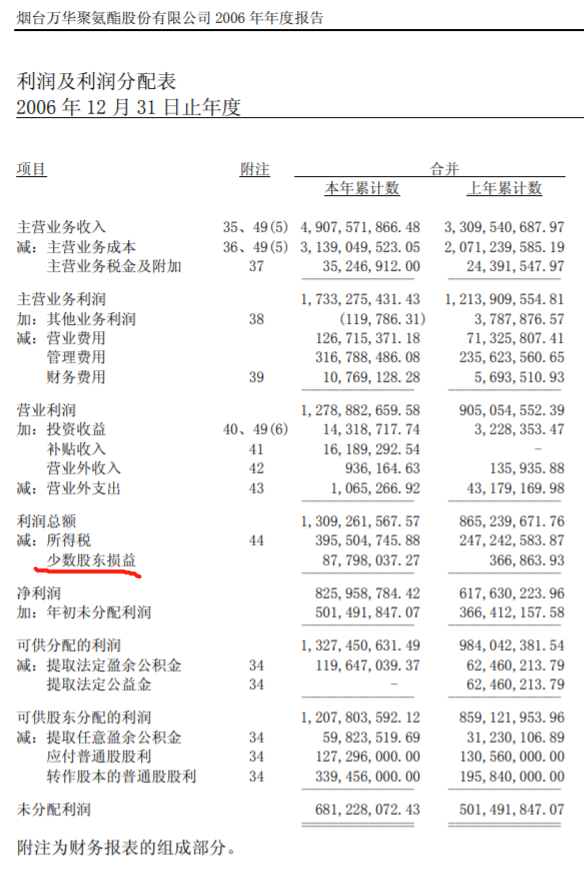 烟台万华聚氨酯股份有限公司 2006 年年度报告
利润及利润分配表
2006 年 12 月 31 日止年度
项目 附注 合并
本年累计数 上年累计数
主营业务收入 35、49(5) 4,907,571,866.48 3,309,540,687.97
减：主营业务成本 36、49(5) 3,139,049,523.05 2,071,239,585.19
主营业务税金及附加 37 35,246,912.00 24,391,547.97
主营业务利润 1,733,275,431.43 1,213,909,554.81
加：其他业务利润 38 (119,786.31) 3,787,876.57
减：营业费用 126,715,371.18 71,325,807.41
管理费用 316,788,486.08 235,623,560.65
财务费用 39 10,769,128.28 5,693,510.93
营业利润 1,278,882,659.58 905,054,552.39
加：投资收益 40、49(6) 14,318,717.74 3,228,353.47
补贴收入 41 16,189,292.54 –
营业外收入 42 936,164.63 135,935.88
减：营业外支出 43 1,065,266.92 43,179,169.98
利润总额 1,309,261,567.57 865,239,671.76
减：所得税 44 395,504,745.88 247,242,583.87
少数股东损益 87,798,037.27 366,863.93
净利润 825,958,784.42 617,630,223.96
加：年初未分配利润 501,491,847.07 366,412,157.58
可供分配的利润 1,327,450,631.49 984,042,381.54
减：提取法定盈余公积金 34 119,647,039.37 62,460,213.79
提取法定公益金 34 – 62,460,213.79
可供股东分配的利润 1,207,803,592.12 859,121,953.96
减：提取任意盈余公积金 34 59,823,519.69 31,230,106.89
应付普通股股利 34 127,296,000.00 130,560,000.00
转作股本的普通股股利 34 339,456,000.00 195,840,000.00
未分配利润 681,228,072.43 501,491,847.07
附注为财务报表的组成部分。